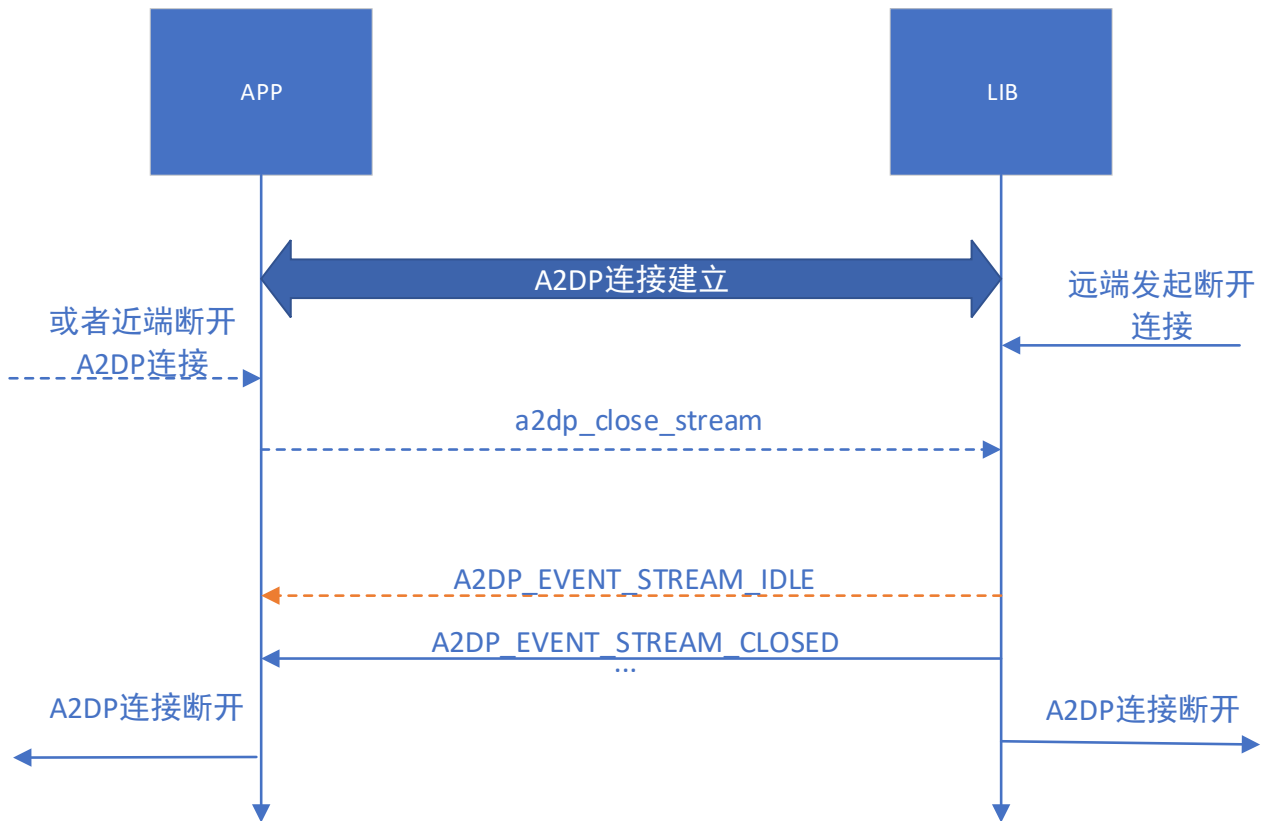 APP
LIB
A2DP连接建立
远端发起断开
连接
或者近端断开
A2DP连接
a2dp_close_stream
A2DP_EVENT_STREAM_IDLE
A2DP_EVENT_STREAM_CLOSED
...
A2DP连接断开
A2DP连接断开